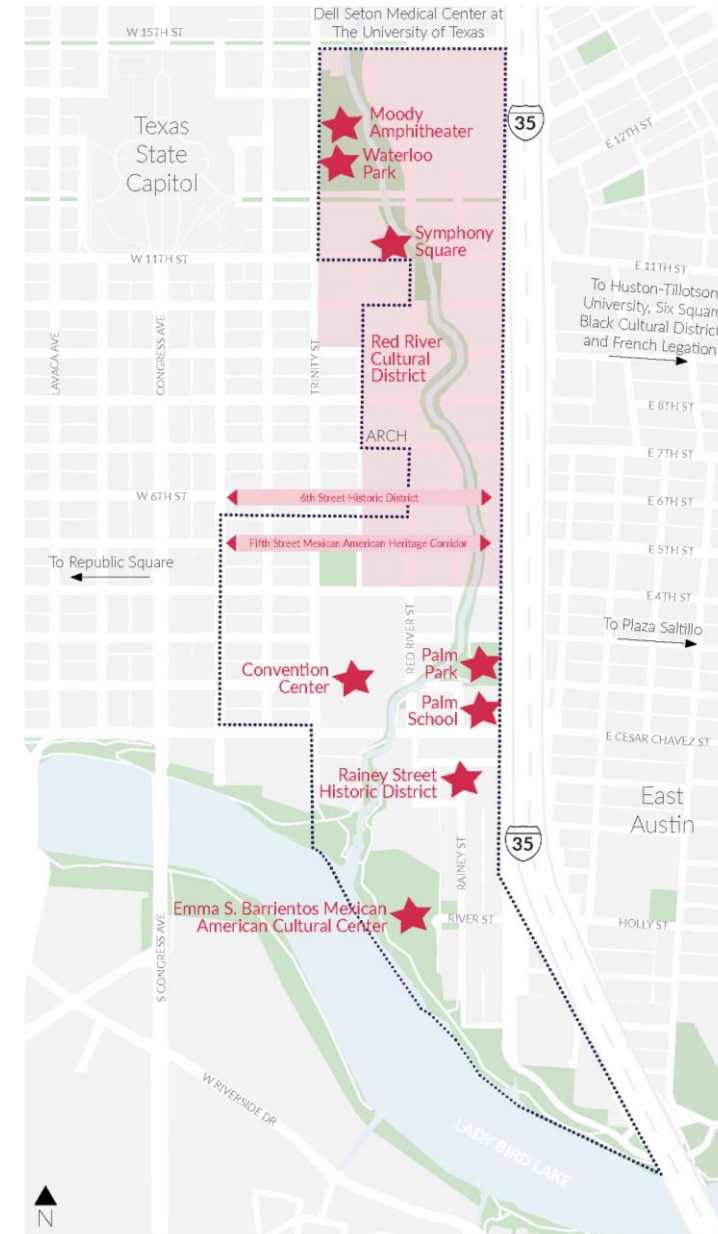 Dell Seton Medical Center at
The University of Texas
W 15TH ST
35
E 12TH ST
Texas
State
Capitol
Moody
Amphitheater
Waterloo
Park
Symphony
Square
W 11TH ST
E 11TH ST
To Huston-Tillotson
University, Six Square
Black Cultural District
and French Legation
LAVACA AVE
CONGRESS AVE
TRINITY ST
Red River
Cultural
District
E 8TH ST
ARCH
E 7TH ST
W 6TH ST
6th Street Historic District
E 6TH ST
Fifth Street Mexican American Heritage Corridor
E 5TH ST
To Republic Square
E 4TH ST
RED RIVER ST
To Plaza Saltillo
Convention
Center
Palm
Park
Palm
School
E CESAR CHAVEZ ST
Rainey Street
Historic District
East
Austin
35
RAINEY ST
Emma S. Barrientos Mexican
American Cultural Center
RIVER ST
HOLLY ST
S CONGRESS AVE
W RIVERSIDE DR
LADY BIRD LAKE
N